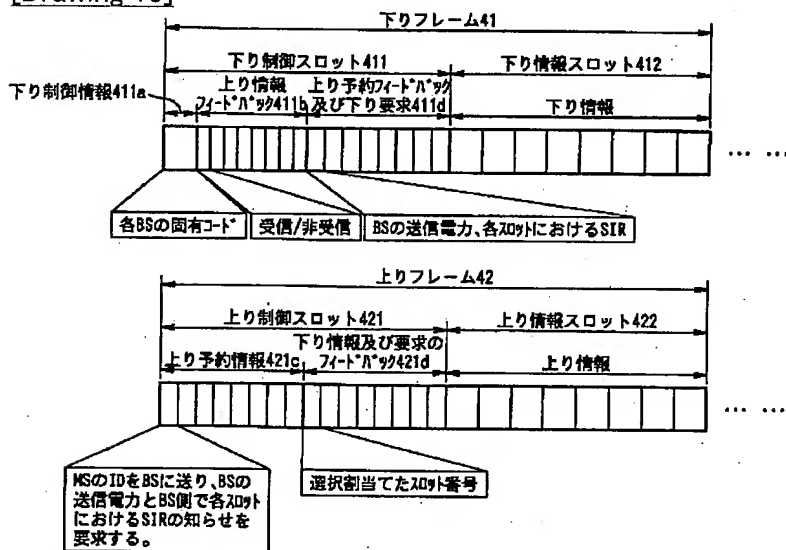 下りフレーム41
下り制御スロット411
下り情報スロット412
下り制御情報411a
上り情報
フィードバック411b
上り予約フィードバック
及び下り要求411d
下り情報
… …
各BSの固有コード
受信/非受信
BSの送信電力、各スロットにおけるSIR
上りフレーム42
上り制御スロット421
上り情報スロット422
上り予約情報421c
下り情報及び要求の
フィードバック421d
上り情報
… …
MSのIDをBSに送り、BSの
送信電力とBS側で各スロット
におけるSIRの知らせを
要求する。
選択割当てたスロット番号